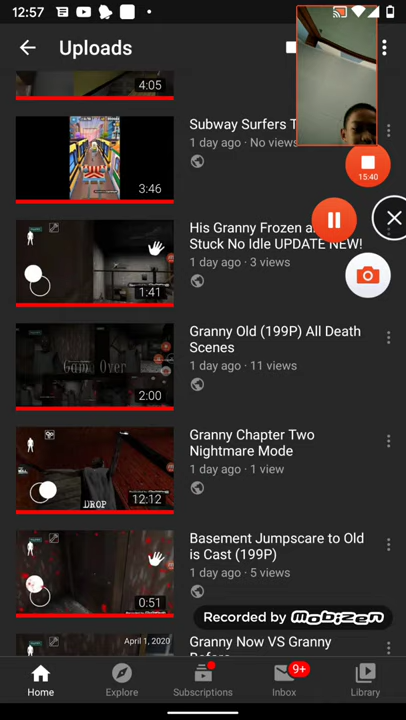 12:57
Uploads
4:05
Subway Surfers T
1 day ago · No views
3:46
15:40
His Granny Frozen a
Stuck No Idle UPDATE NEW!
1 day ago · 3 views
1:41
Granny Old (199P) All Death
Scenes
1 day ago · 11 views
Game Over
2:00
Granny Chapter Two
Nightmare Mode
1 day ago · 1 view
DROP
12:12
Basement Jumpscare to Old
is Cast (199P)
1 day ago · 5 views
0:51
Recorded by mobizen
April 1, 2020
Granny Now VS Granny
Before
9+
Home
Explore
Subscriptions
Inbox
Library